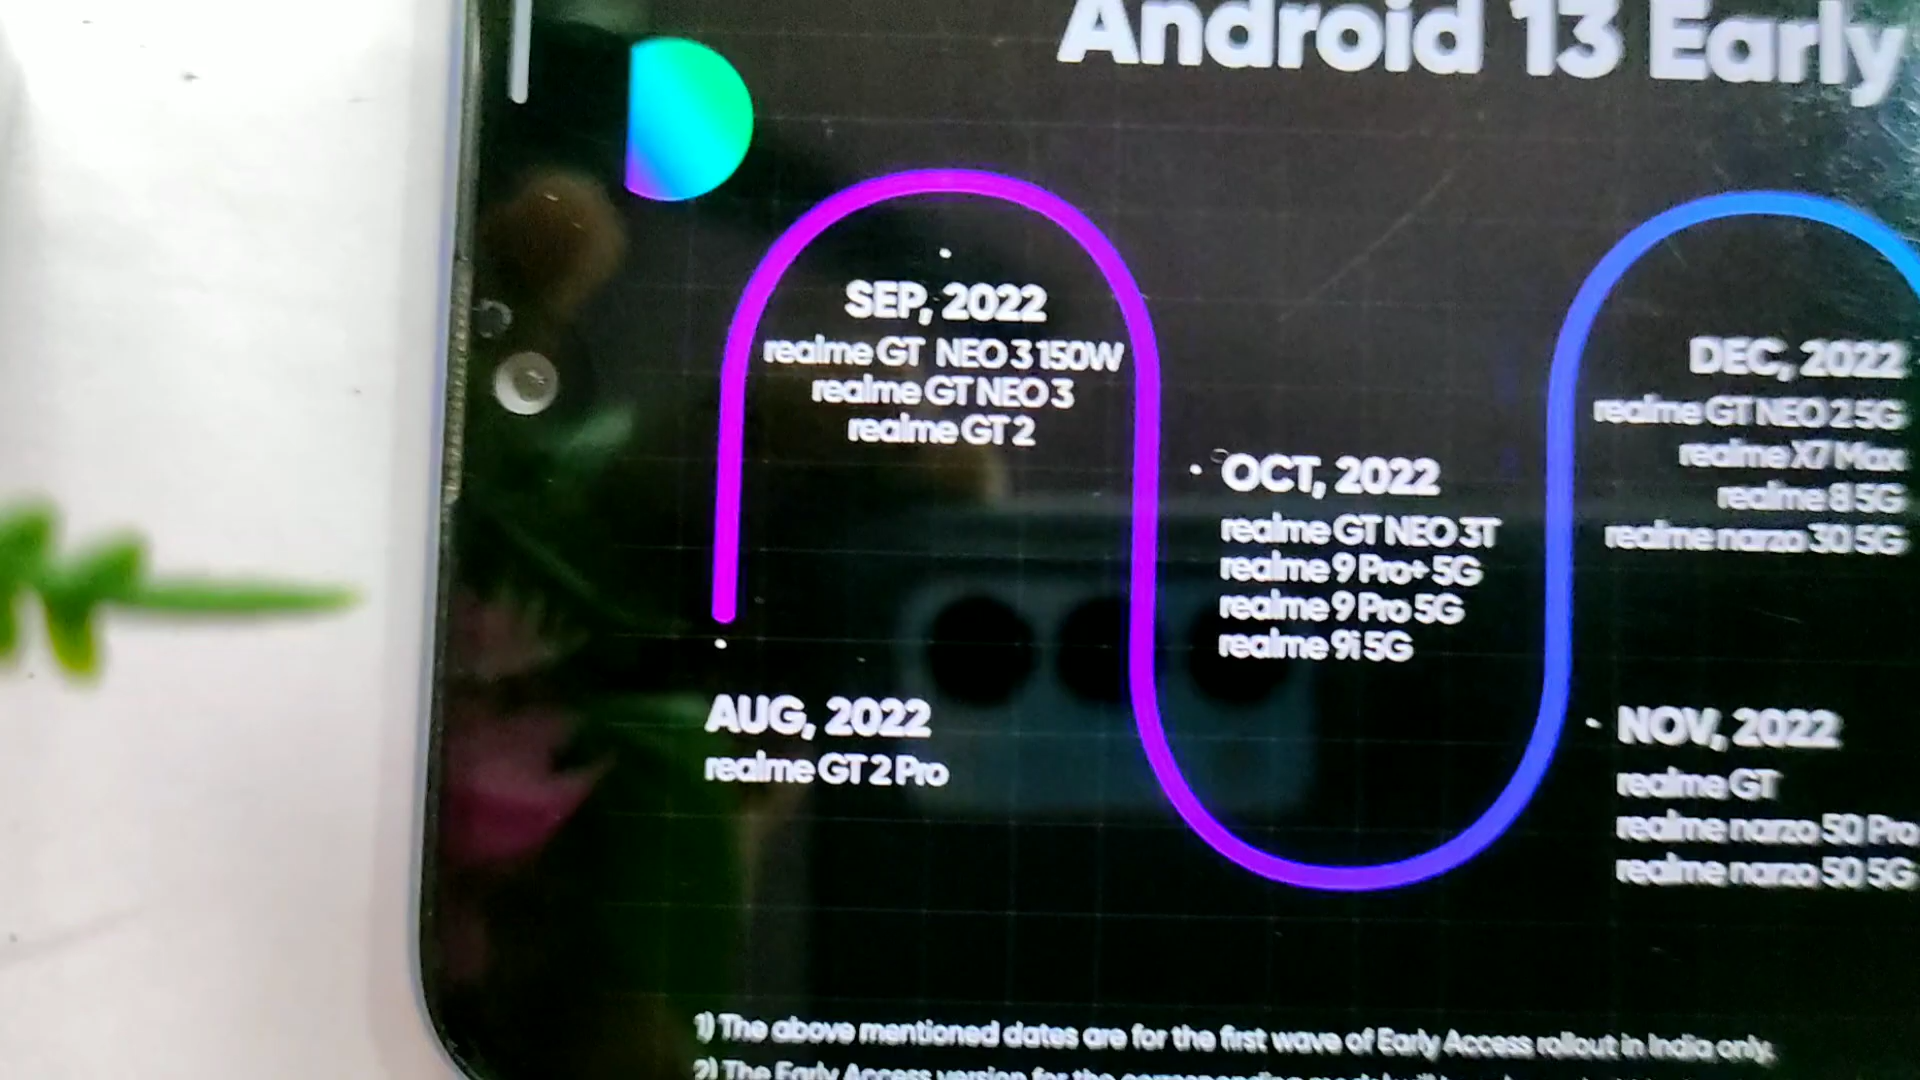 Android 13 Early
SEP, 2022
realme GT NEO 3 150W
realme GT NEO 3
realme GT 2
DEC, 2022
realme GT NEO 2 5G
realme X7 Max
realme 8 5G
realme narzo 30 5G
OCT, 2022
realme GT NEO 3T
realme 9 Pro+ 5G
realme 9 Pro 5G
realme 9i 5G
AUG, 2022
realme GT 2 Pro
NOV, 2022
realme GT
realme narzo 50 Pro
realme narzo 50 5G
1) The above mentioned dates are for the first wave of Early Access rollout in India only.
2) The Early Access version for the corresponding model will